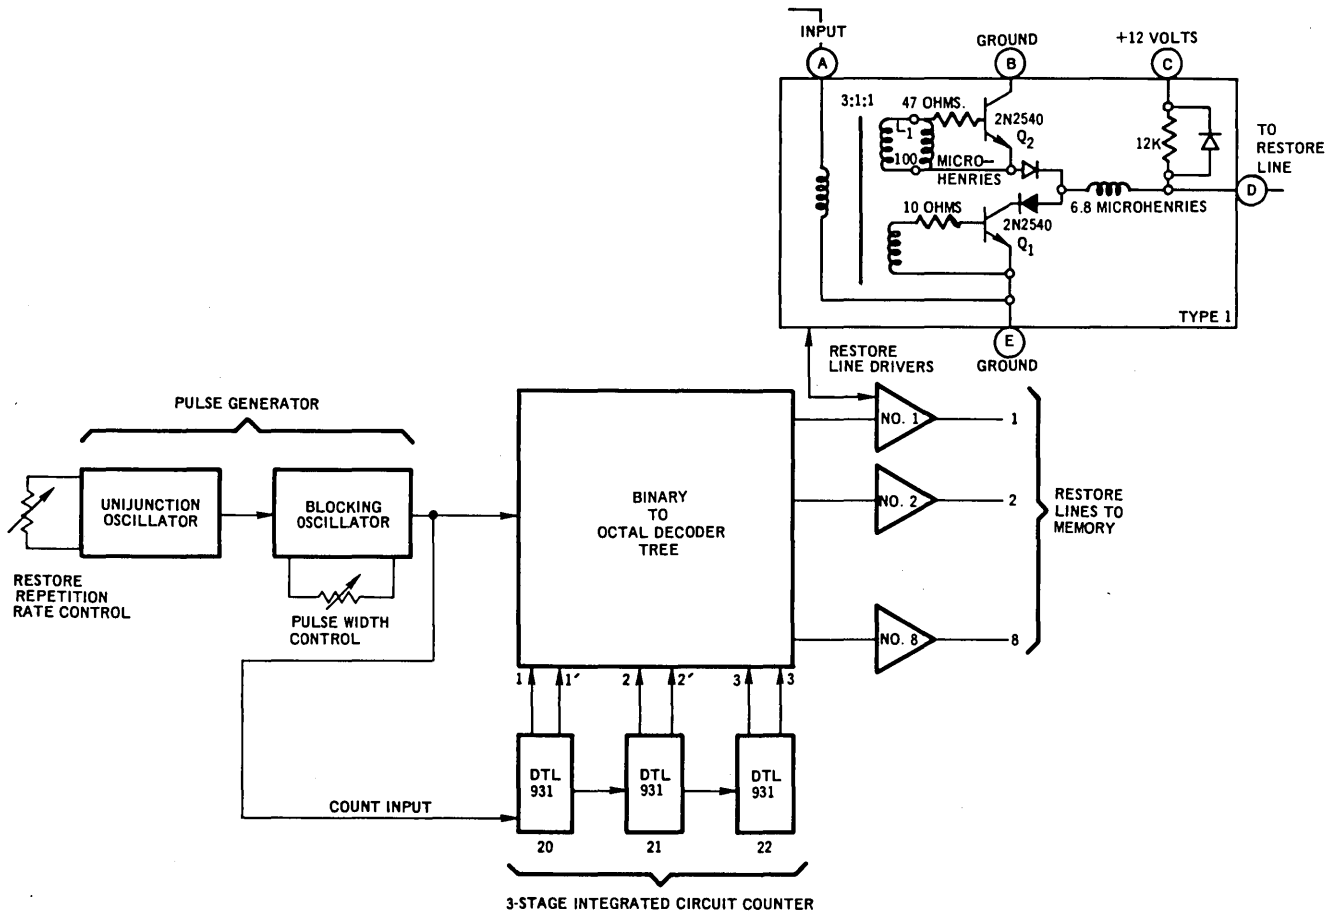 INPUT
A
GROUND
B
+12 VOLTS
C
3:1:1
47 OHMS.
L1
100
MICRO-
HENRIES
2N2540
Q2
12K
TO
RESTORE
LINE
D
6.8 MICROHENRIES
10 OHMS
2N2540
Q1
TYPE 1
E
GROUND
RESTORE
LINE DRIVERS
PULSE GENERATOR
UNIJUNCTION
OSCILLATOR
BLOCKING
OSCILLATOR
RESTORE
REPETITION
RATE CONTROL
PULSE WIDTH
CONTROL
BINARY
TO
OCTAL DECODER
TREE
NO. 1
1
NO. 2
2
NO. 8
8
RESTORE
LINES TO
MEMORY
1
1′
2
2′
3
3
DTL
931
DTL
931
DTL
931
COUNT INPUT
20
21
22
3-STAGE INTEGRATED CIRCUIT COUNTER